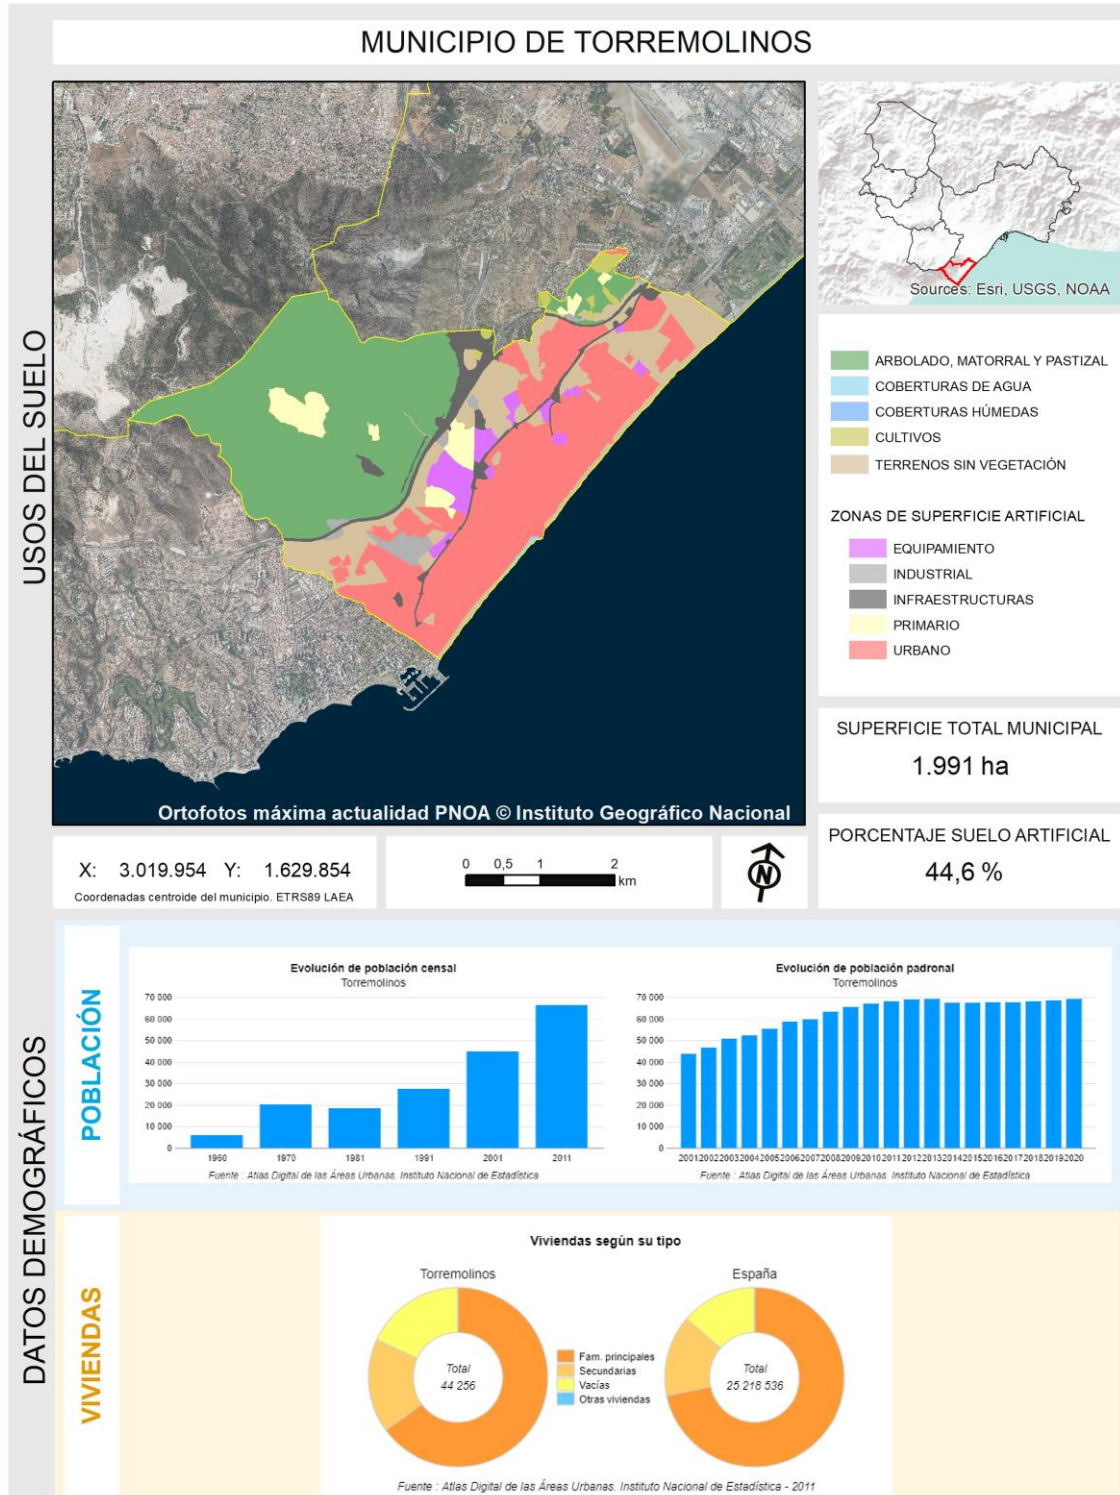 MUNICIPIO DE TORREMOLINOS
USOS DEL SUELO
Ortofotos máxima actualidad PNOA © Instituto Geográfico Nacional
Sources: Esri, USGS, NOAA
ARBOLADO, MATORRAL Y PASTIZAL
COBERTURAS DE AGUA
COBERTURAS HÚMEDAS
CULTIVOS
TERRENOS SIN VEGETACIÓN
ZONAS DE SUPERFICIE ARTIFICIAL
EQUIPAMIENTO
INDUSTRIAL
INFRAESTRUCTURAS
PRIMARIO
URBANO
SUPERFICIE TOTAL MUNICIPAL
1.991 ha
PORCENTAJE SUELO ARTIFICIAL
44,6 %
X: 3.019.954 Y: 1.629.854
Coordenadas centroide del municipio. ETRS89 LAEA
0 0,5 1 2
km
N
DATOS DEMOGRÁFICOS
POBLACIÓN
Evolución de población censal
Torremolinos
70 000
60 000
50 000
40 000
30 000
20 000
10 000
0
1960 1970 1981 1991 2001 2011
Fuente : Atlas Digital de las Áreas Urbanas. Instituto Nacional de Estadística
Evolución de población padronal
Torremolinos
70 000
60 000
50 000
40 000
30 000
20 000
10 000
0
2001 2002 2003 2004 2005 2006 2007 2008 2009 2010 2011 2012 2013 2014 2015 2016 2017 2018 2019 2020
Fuente : Atlas Digital de las Áreas Urbanas. Instituto Nacional de Estadística
VIVIENDAS
Viviendas según su tipo
Torremolinos
Total
44 256
Fam. principales
Secundarias
Vacías
Otras viviendas
España
Total
25 218 536
Fuente : Atlas Digital de las Áreas Urbanas. Instituto Nacional de Estadística - 2011